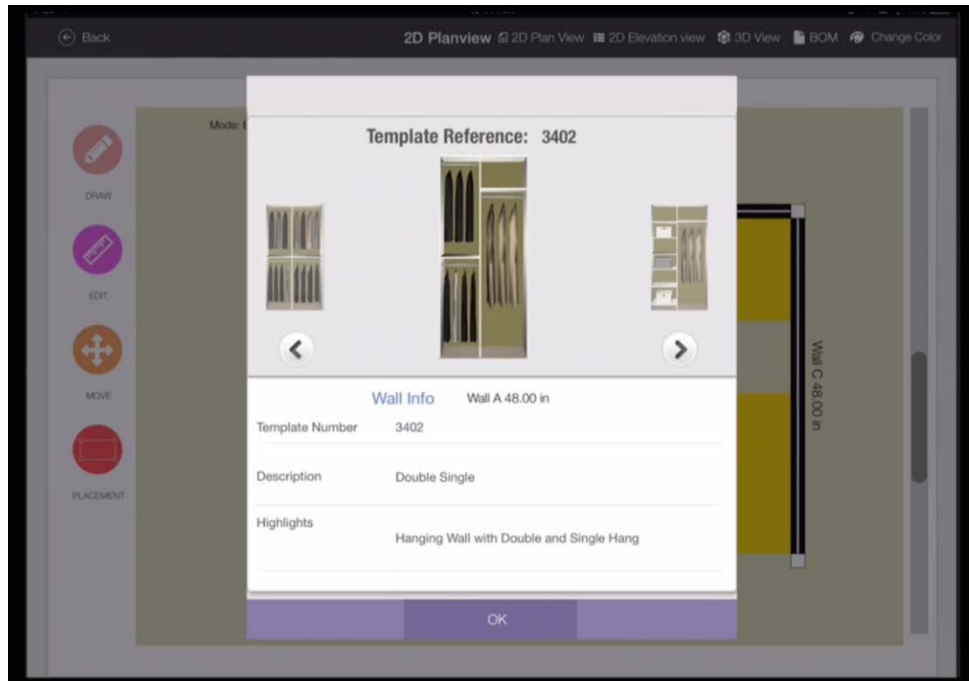 Back
2D Planview 2D Plan View 2D Elevation view 3D View BOM Change Color
Mode:
Template Reference: 3402
DRAW
EDIT
MOVE
PLACEMENT
Wall C 48.00 in
Wall Info Wall A 48.00 in
Template Number 3402
Description Double Single
Highlights
Hanging Wall with Double and Single Hang
OK